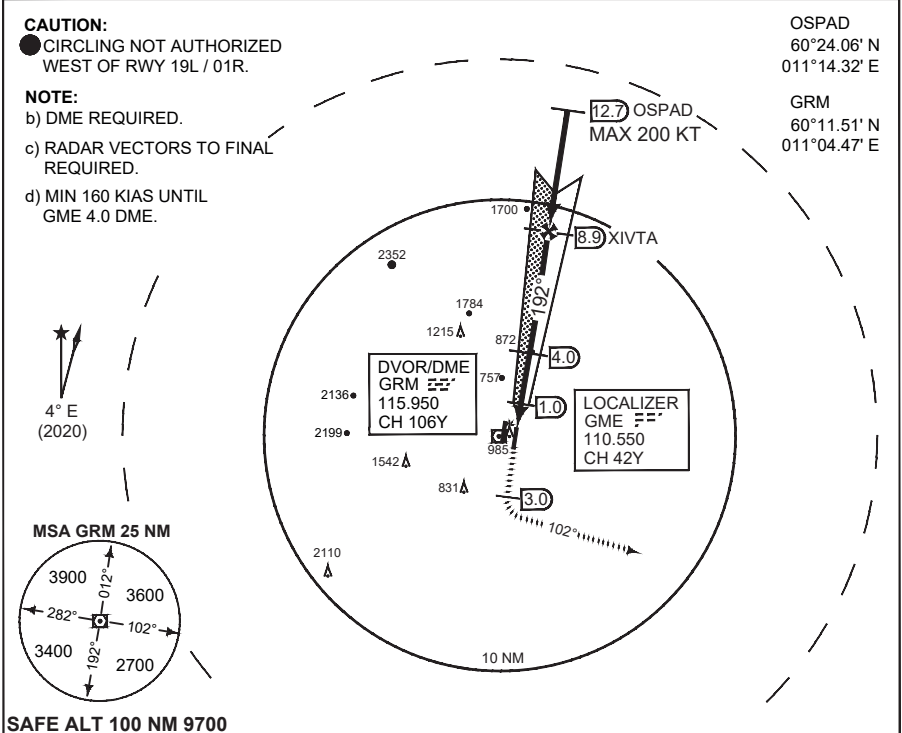 CAUTION:
CIRCLING NOT AUTHORIZED
WEST OF RWY 19L / 01R.
NOTE:
b) DME REQUIRED.
c) RADAR VECTORS TO FINAL
REQUIRED.
d) MIN 160 KIAS UNTIL
GME 4.0 DME.
OSPAD
60°24.06' N
011°14.32' E
GRM
60°11.51' N
011°04.47' E
12.7 OSPAD
MAX 200 KT
1700
8.9 XIVTA
2352
192°
1784
1215
872
4.0
DVOR/DME
GRM
115.950
CH 106Y
757
1.0
LOCALIZER
GME
110.550
CH 42Y
2136
2199
985
1542
831
3.0
102°
2110
10 NM
4° E
(2020)
MSA GRM 25 NM
3900
012°
3600
282°
102°
3400
192°
2700
SAFE ALT 100 NM 9700